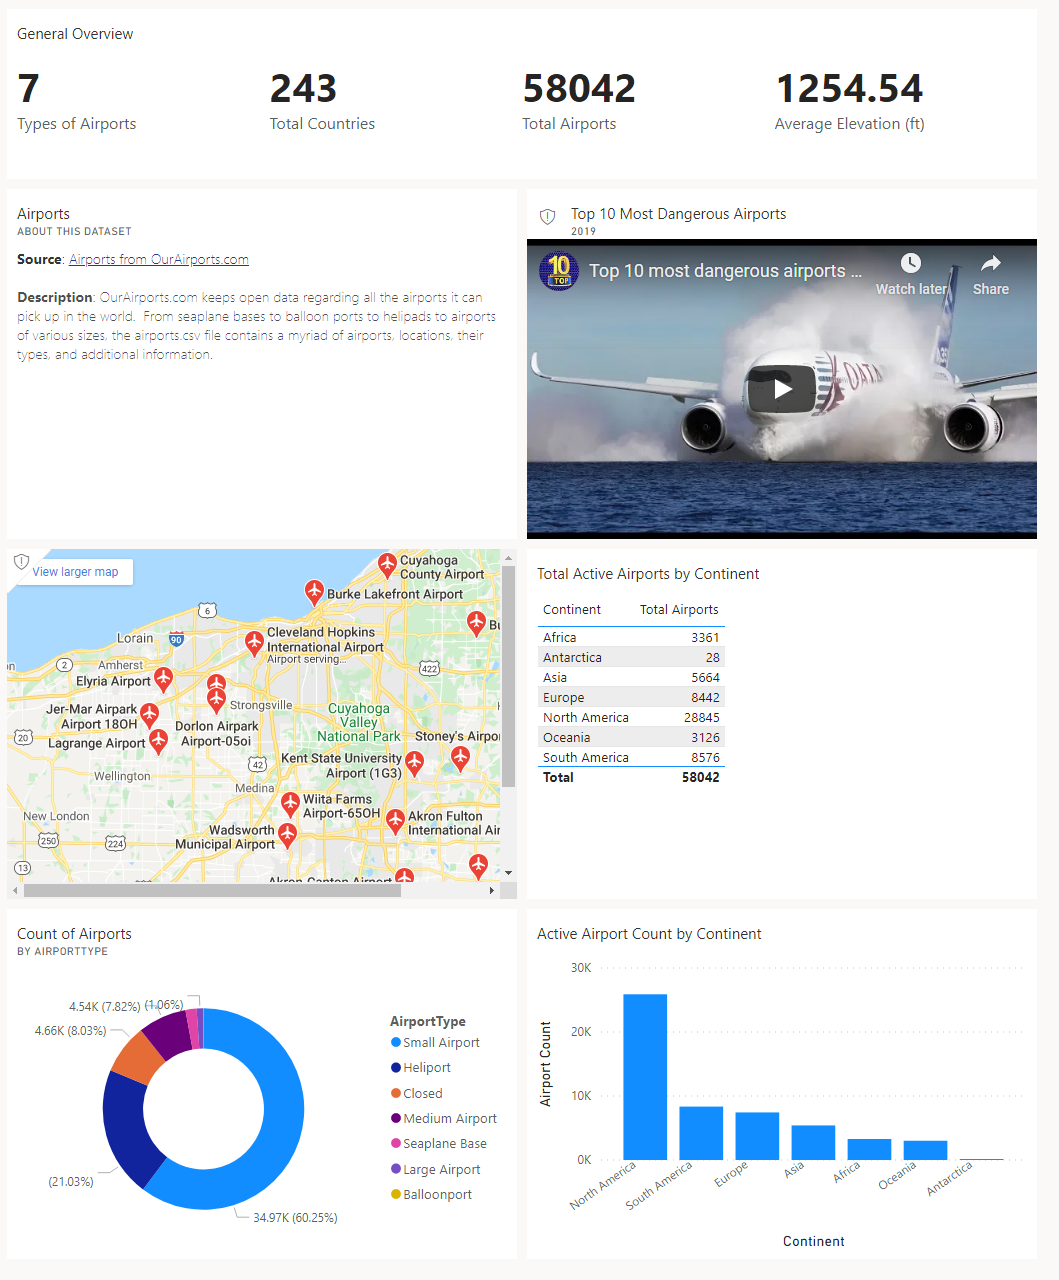 General Overview
7
Types of Airports
243
Total Countries
58042
Total Airports
1254.54
Average Elevation (ft)
Airports
ABOUT THIS DATASET
Source: Airports from OurAirports.com
Description: OurAirports.com keeps open data regarding all the airports it can
pick up in the world. From seaplane bases to balloon ports to helipads to airports
of various sizes, the airports.csv file contains a myriad of airports, locations, their
types, and additional information.
Top 10 Most Dangerous Airports
2019
10
TOP
Top 10 most dangerous airports ...
Watch later
Share
QATA
View larger map
Cuyahoga
County Airport
Burke Lakefront Airport
6
Cleveland Hopkins
International Airport
Airport serving...
Lorain
90
2
Amherst
422
Elyria Airport
Strongsville
Jer-Mar Airpark
Airport 18OH
Dorlon Airpark
Airport-05oi
Cuyahoga
Valley
National Park
20
Lagrange Airport
Stoney's Airpor
42
Kent State University
Airport (1G3)
Wellington
Medina
Wiita Farms
Airport-65OH
New London
Akron Fulton
International Air
250
224
Wadsworth
Municipal Airport
13
Akron-Canton Airport
Total Active Airports by Continent
Continent Total Airports
Africa 3361
Antarctica 28
Asia 5664
Europe 8442
North America 28845
Oceania 3126
South America 8576
Total 58042
Count of Airports
BY AIRPORTTYPE
4.54K (7.82%)
(1.06%)
4.66K (8.03%)
(21.03%)
34.97K (60.25%)
AirportType
Small Airport
Heliport
Closed
Medium Airport
Seaplane Base
Large Airport
Balloonport
Active Airport Count by Continent
Airport Count
30K
20K
10K
0K
North America
South America
Europe
Asia
Africa
Oceania
Antarctica
Continent